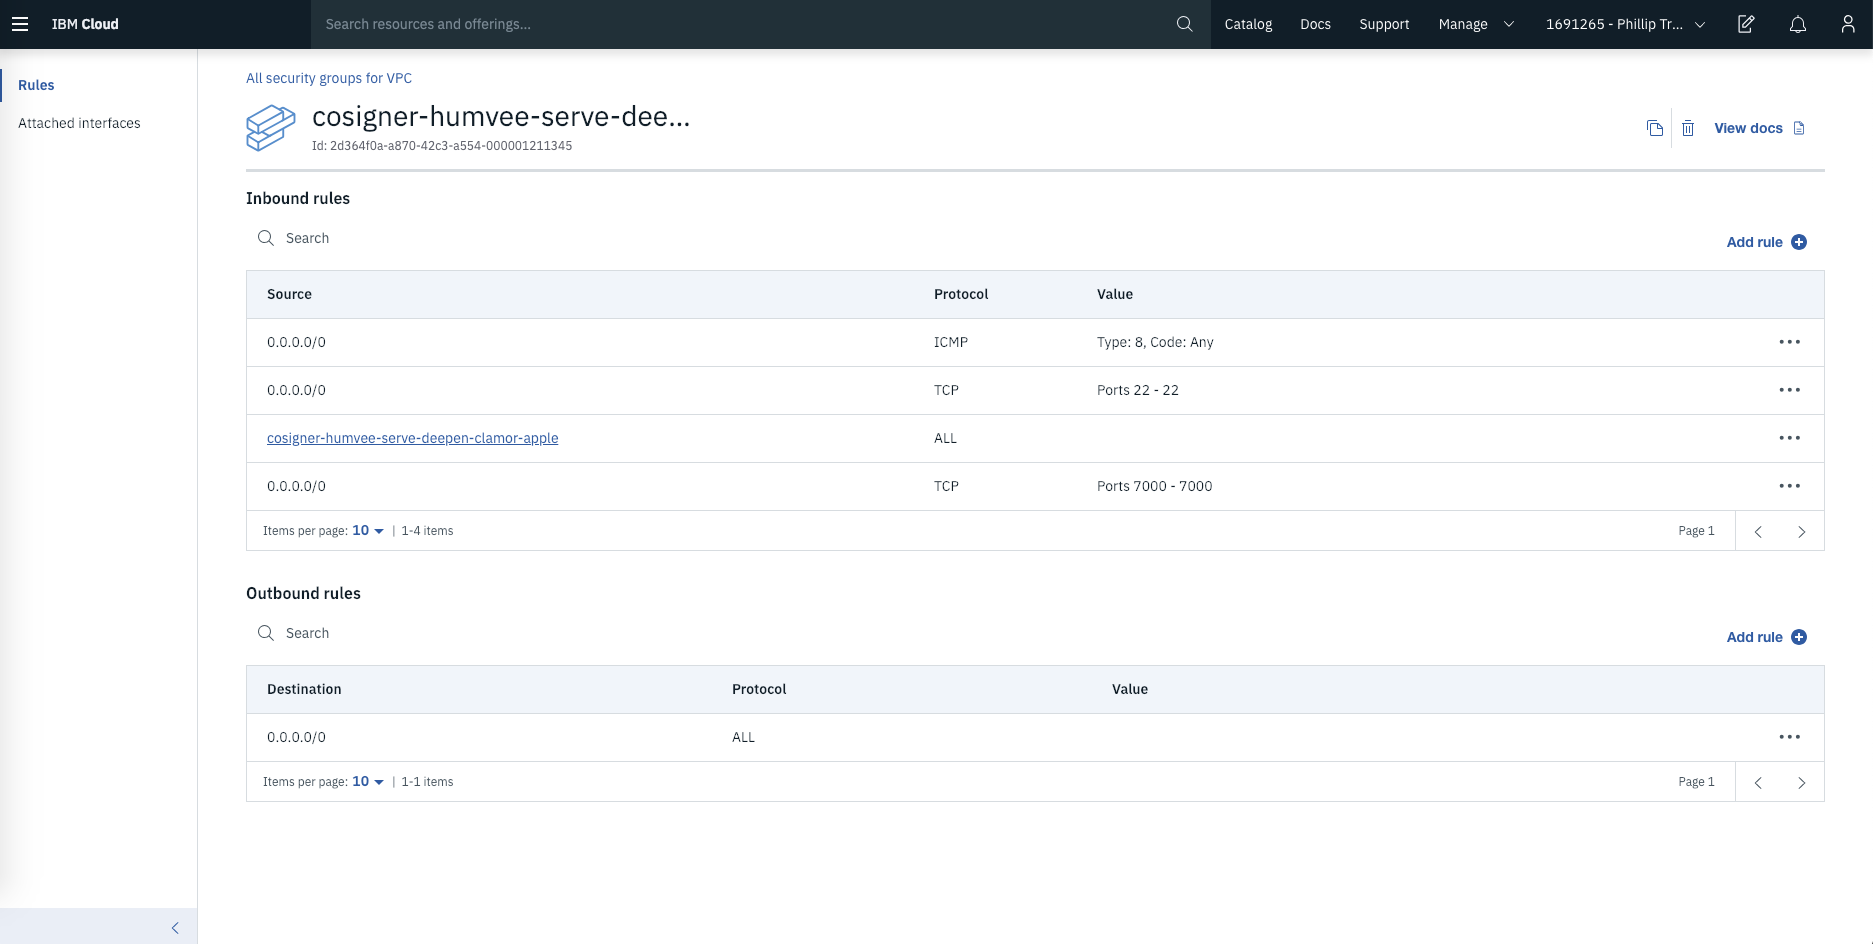 IBM Cloud
Search resources and offerings...
Catalog
Docs
Support
Manage
1691265 - Phillip Tr...
Rules
Attached interfaces
All security groups for VPC
cosigner-humvee-serve-dee...
Id: 2d364f0a-a870-42c3-a554-000001211345
View docs
Inbound rules
Search
Add rule
Source Protocol Value
0.0.0.0/0 ICMP Type: 8, Code: Any
0.0.0.0/0 TCP Ports 22 - 22
cosigner-humvee-serve-deepen-clamor-apple ALL
0.0.0.0/0 TCP Ports 7000 - 7000
Items per page: 10 | 1-4 items Page 1
Outbound rules
Search
Add rule
Destination Protocol Value
0.0.0.0/0 ALL
Items per page: 10 | 1-1 items Page 1